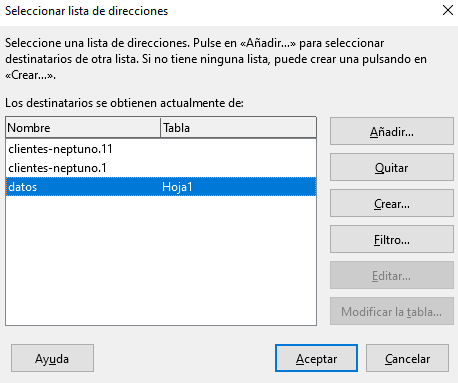 Seleccionar lista de direcciones
Seleccione una lista de direcciones. Pulse en «Añadir...» para seleccionar
destinatarios de otra lista. Si no tiene ninguna lista, puede crear una pulsando en
«Crear...».
Los destinatarios se obtienen actualmente de:
Nombre Tabla
clientes-neptuno.11
clientes-neptuno.1
datos Hoja1
Añadir...
Quitar
Crear...
Filtro...
Editar...
Modificar la tabla...
Ayuda
Aceptar
Cancelar